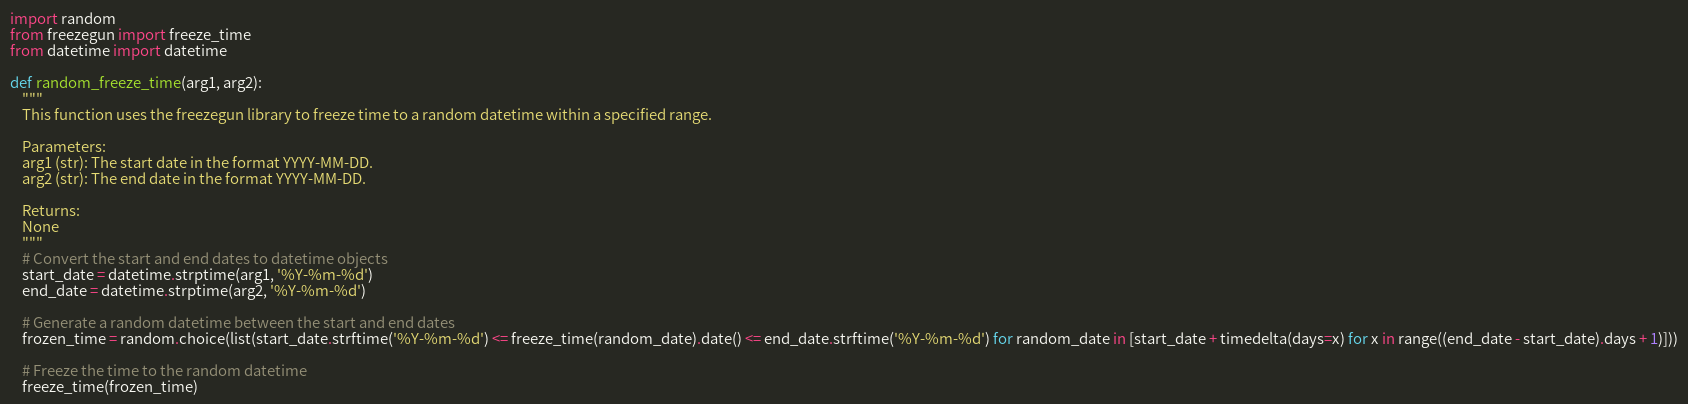 import random
from freezegun import freeze_time
from datetime import datetime

def random_freeze_time(arg1, arg2):
    """
    This function uses the freezegun library to freeze time to a random datetime within a specified range.

    Parameters:
    arg1 (str): The start date in the format YYYY-MM-DD.
    arg2 (str): The end date in the format YYYY-MM-DD.

    Returns:
    None
    """
    # Convert the start and end dates to datetime objects
    start_date = datetime.strptime(arg1, '%Y-%m-%d')
    end_date = datetime.strptime(arg2, '%Y-%m-%d')

    # Generate a random datetime between the start and end dates
    frozen_time = random.choice(list(start_date.strftime('%Y-%m-%d') <= freeze_time(random_date).date() <= end_date.strftime('%Y-%m-%d') for random_date in [start_date + timedelta(days=x) for x in range((end_date - start_date).days + 1)]))

    # Freeze the time to the random datetime
    freeze_time(frozen_time)